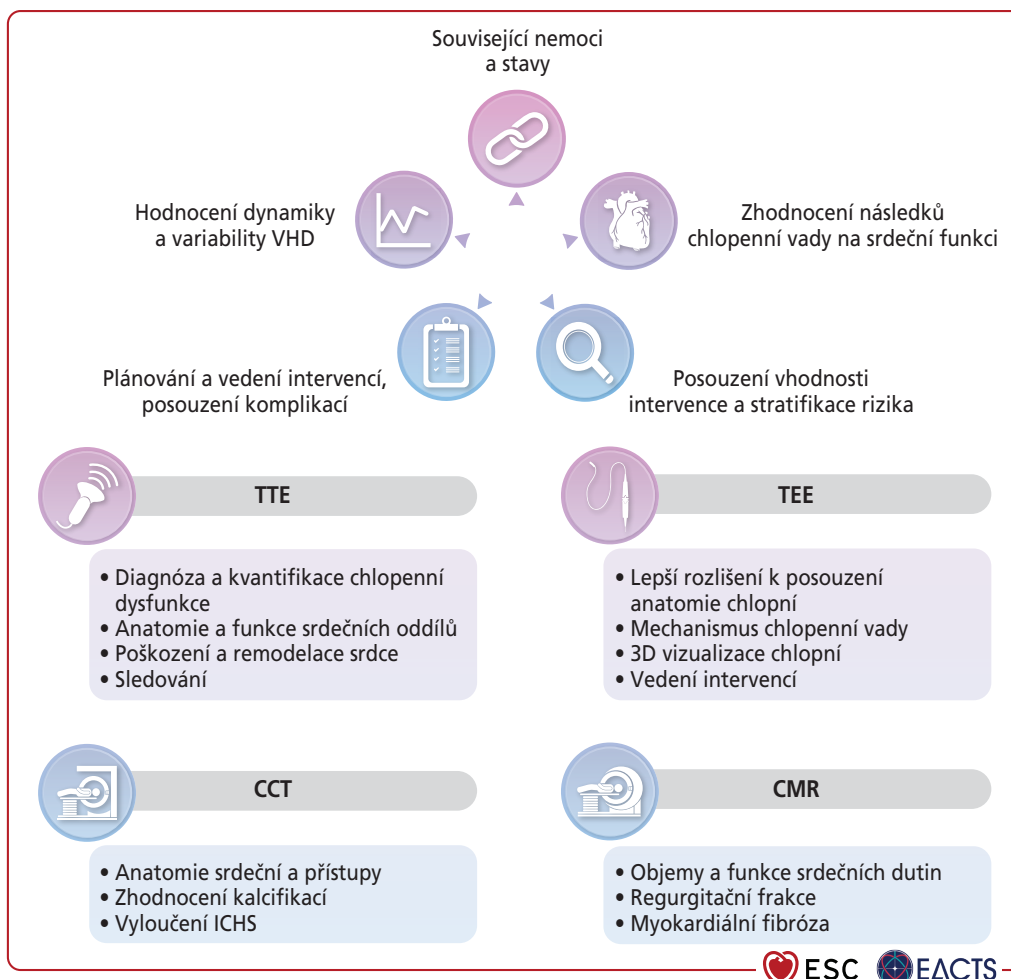 Související nemoci
a stavy
Hodnocení dynamiky
a variability VHD
Zhodnocení následků
chlopenní vady na srdeční funkci
Plánování a vedení intervencí,
posouzení komplikací
Posouzení vhodnosti
intervence a stratifikace rizika
TTE
• Diagnóza a kvantifikace chlopenní
dysfunkce
• Anatomie a funkce srdečních oddílů
• Poškození a remodelace srdce
• Sledování
TEE
• Lepší rozlišení k posouzení
anatomie chlopní
• Mechanismus chlopenní vady
• 3D vizualizace chlopní
• Vedení intervencí
CCT
• Anatomie srdeční a přístupy
• Zhodnocení kalcifikací
• Vyloučení ICHS
CMR
• Objemy a funkce srdečních dutin
• Regurgitační frakce
• Myokardiální fibróza
ESC EACTS